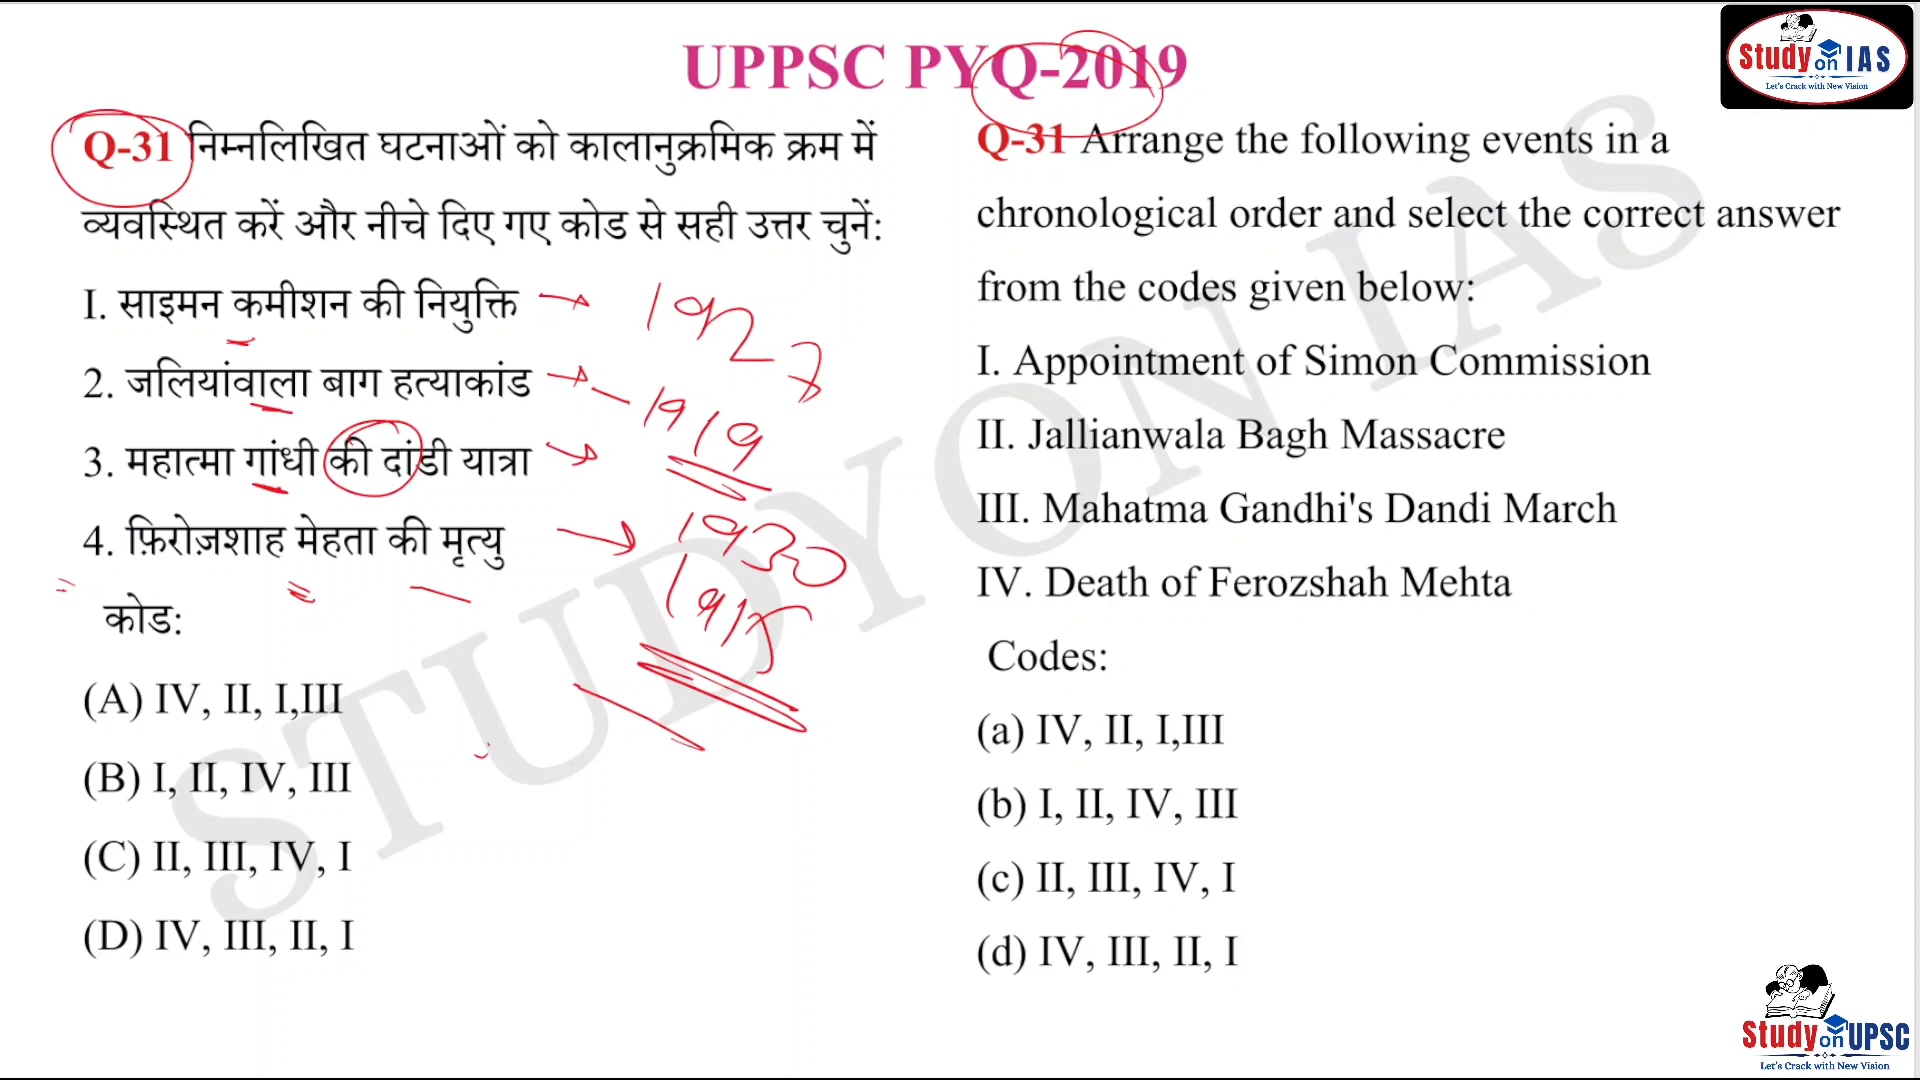 UPPSC PYQ-2019
Study on IAS
Let's Crack with New Vision
Q-31 निम्नलिखित घटनाओं को कालानुक्रमिक क्रम में
व्यवस्थित करें और नीचे दिए गए कोड से सही उत्तर चुनें:
I. साइमन कमीशन की नियुक्ति → 1927
2. जलियांवाला बाग हत्याकांड → 1919
3. महात्मा गांधी की दांडी यात्रा → 1930
4. फ़िरोज़शाह मेहता की मृत्यु → 1915
कोड:
(A) IV, II, I,III
(B) I, II, IV, III
(C) II, III, IV, I
(D) IV, III, II, I
Q-31 Arrange the following events in a
chronological order and select the correct answer
from the codes given below:
I. Appointment of Simon Commission
II. Jallianwala Bagh Massacre
III. Mahatma Gandhi's Dandi March
IV. Death of Ferozshah Mehta
Codes:
(a) IV, II, I,III
(b) I, II, IV, III
(c) II, III, IV, I
(d) IV, III, II, I
STUDY ON IAS
Study on UPSC
Let's Crack with New Vision